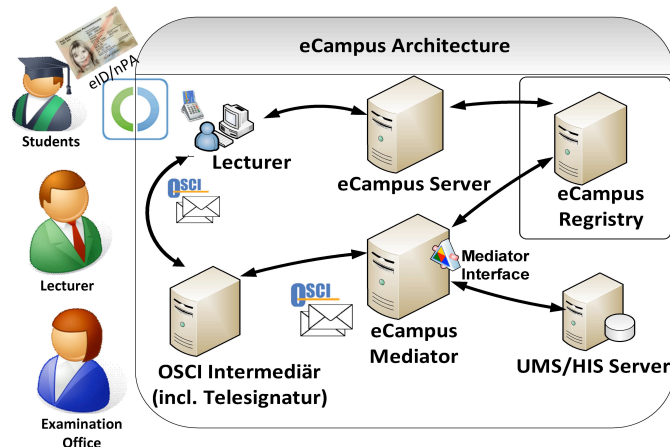 eCampus Architecture
eID/nPA
Students
Lecturer
eCampus Server
eCampus
Regristry
OSCI
Lecturer
Mediator
Interface
OSCI
eCampus
Mediator
OSCI Intermediär
(incl. Telesignatur)
UMS/HIS Server
Examination
Office